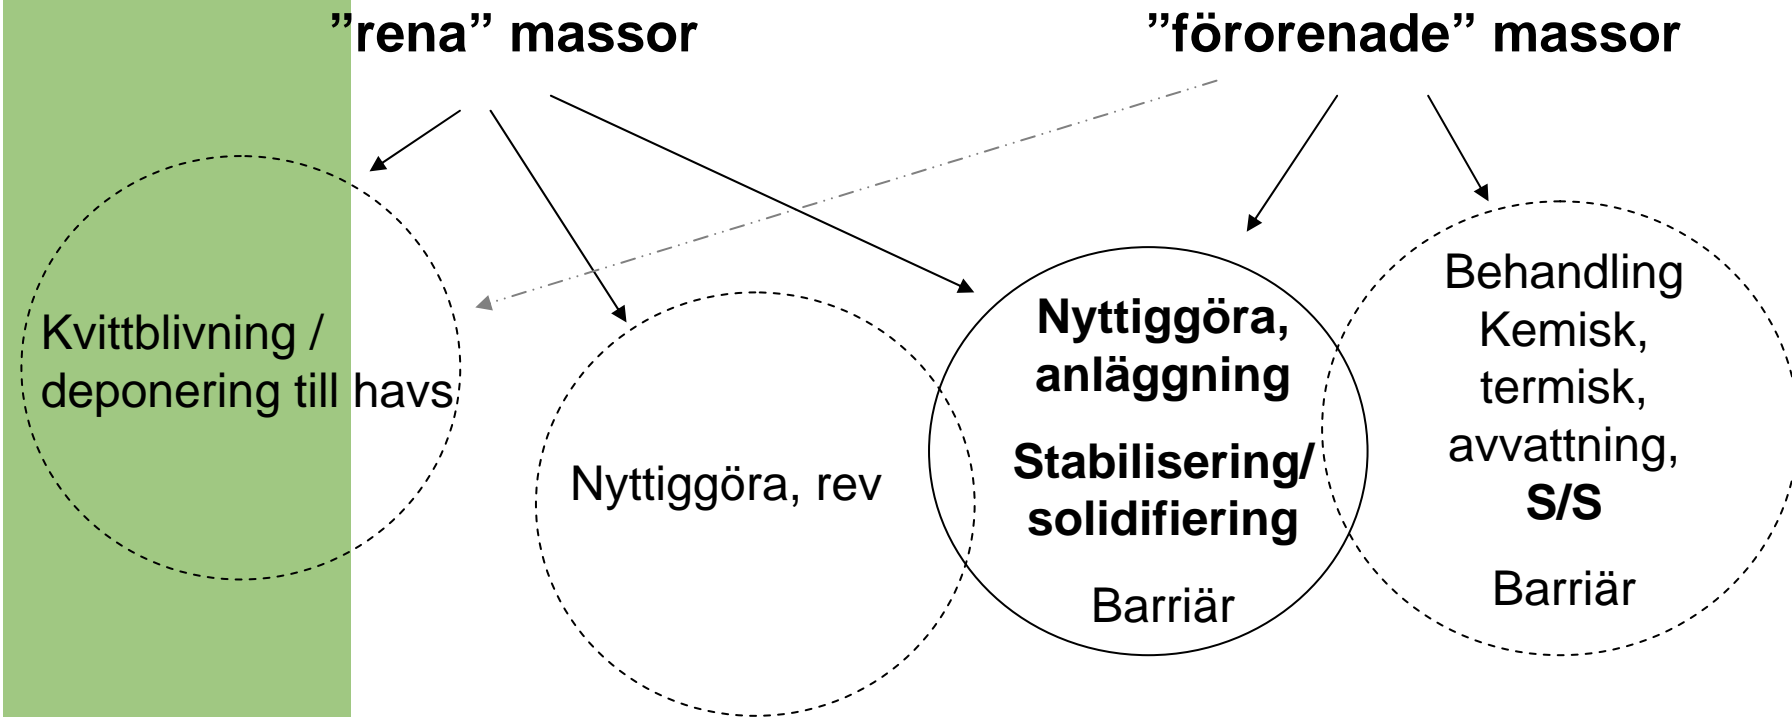 ”rena” massor
”förorenade” massor
Kvittblivning /
deponering till havs
Nyttiggöra, rev
Nyttiggöra,
anläggning
Stabilisering/
solidifiering
Barriär
Behandling
Kemisk,
termisk,
avvattning,
S/S
Barriär